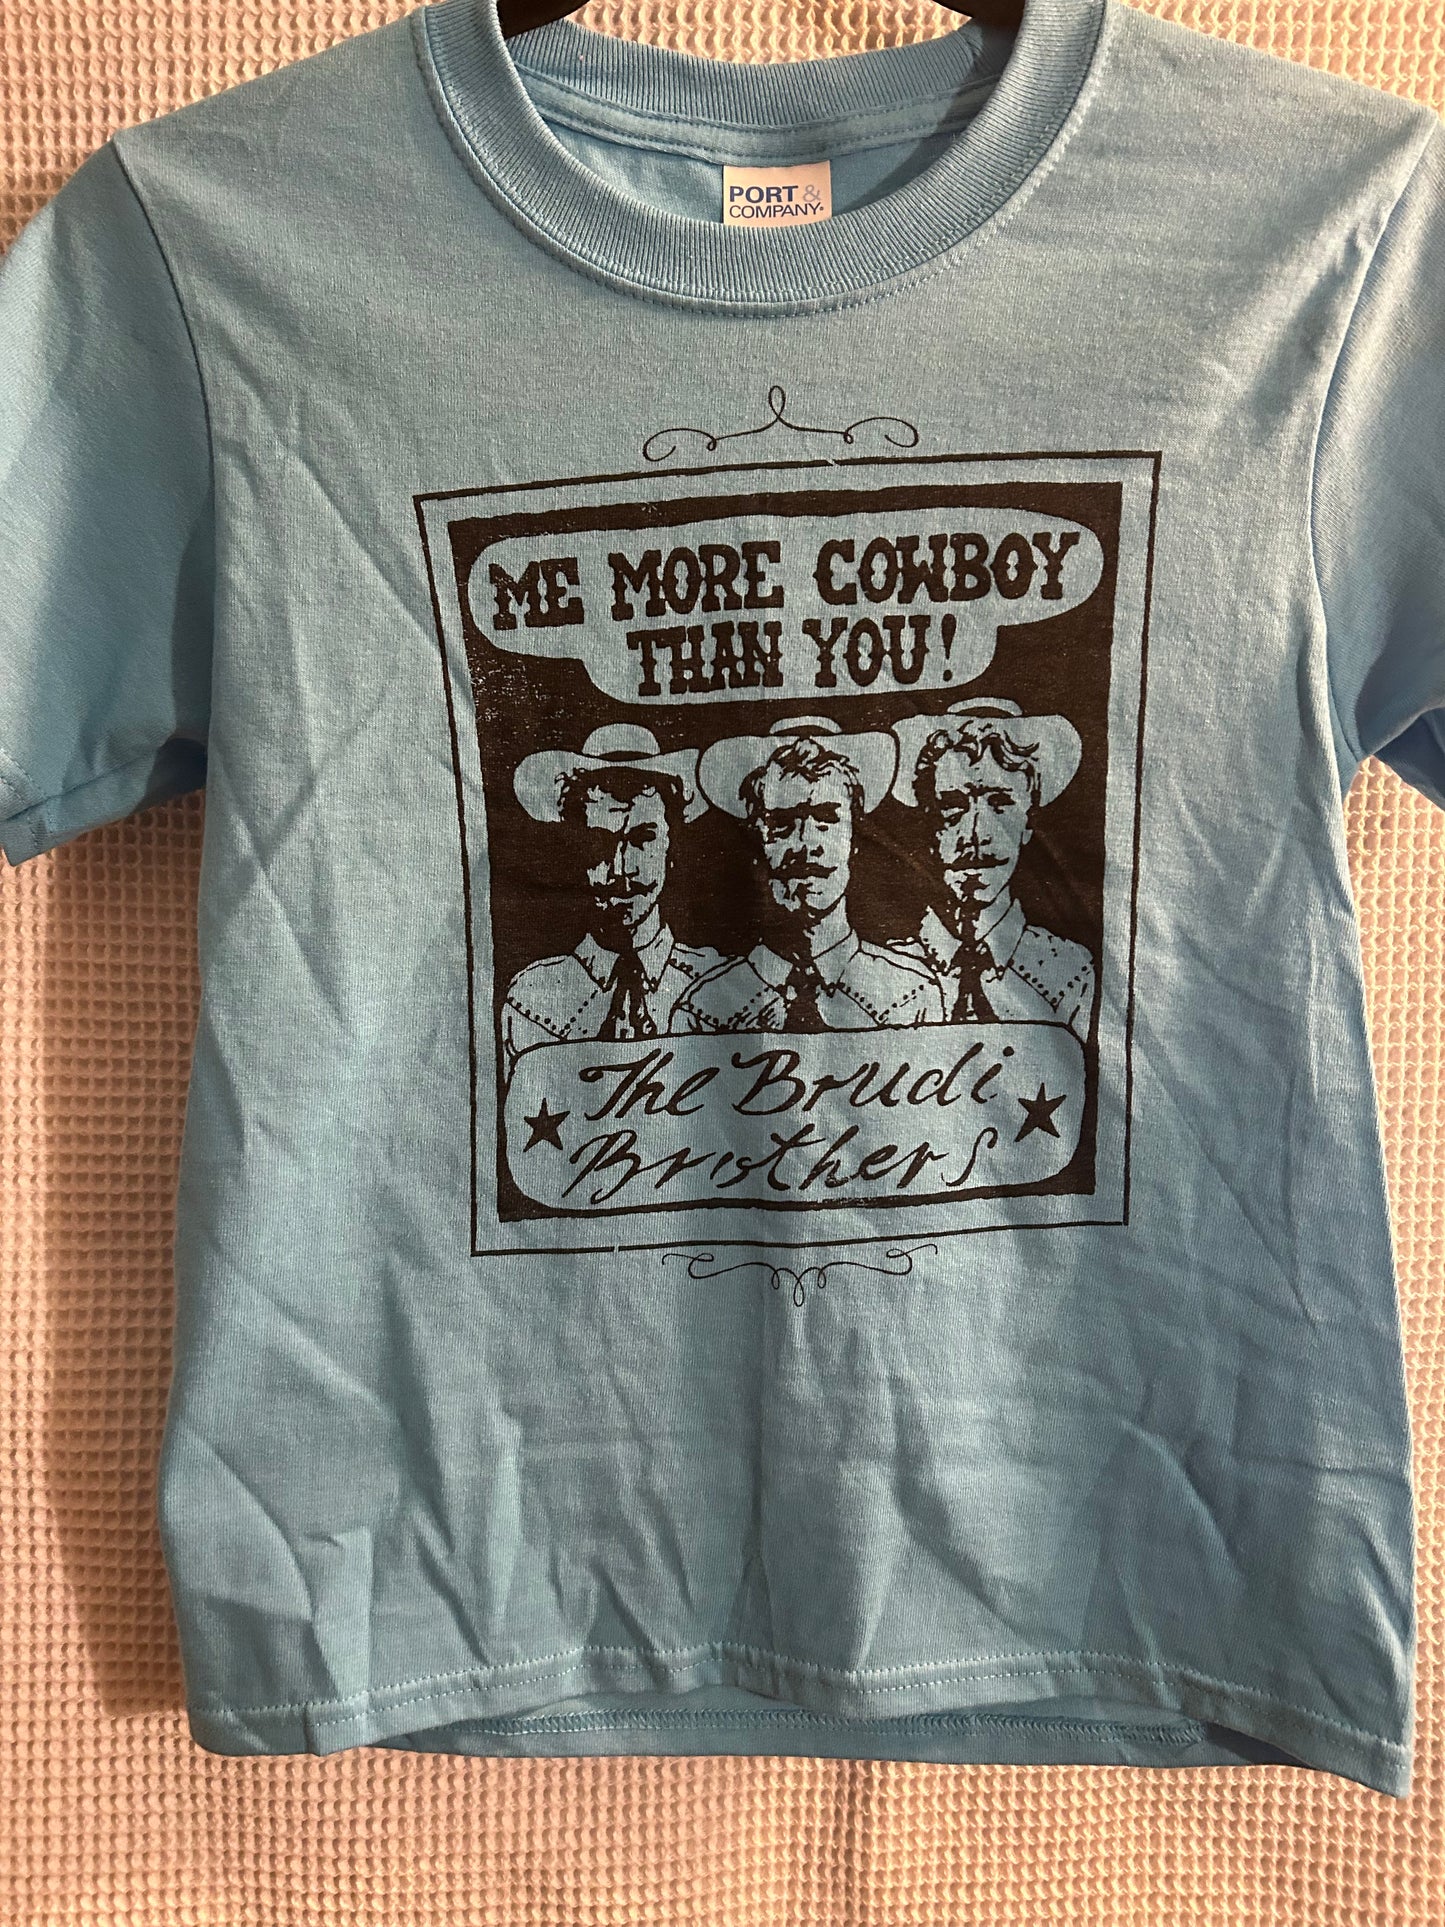 PORT &
COMPANY®
ME MORE COWBOY
THAN YOU!
The Brudi
Brothers